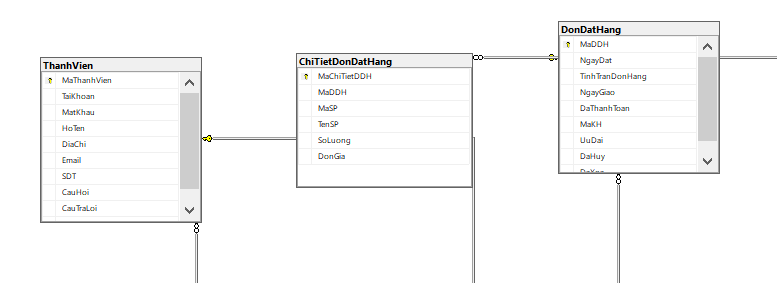 ThanhVien
MaThanhVien
TaiKhoan
MatKhau
HoTen
DiaChi
Email
SDT
CauHoi
CauTraLoi
ChiTietDonDatHang
MaChiTietDDH
MaDDH
MaSP
TenSP
SoLuong
DonGia
DonDatHang
MaDDH
NgayDat
TinhTranDonHang
NgayGiao
DaThanhToan
MaKH
UuDai
DaHuy